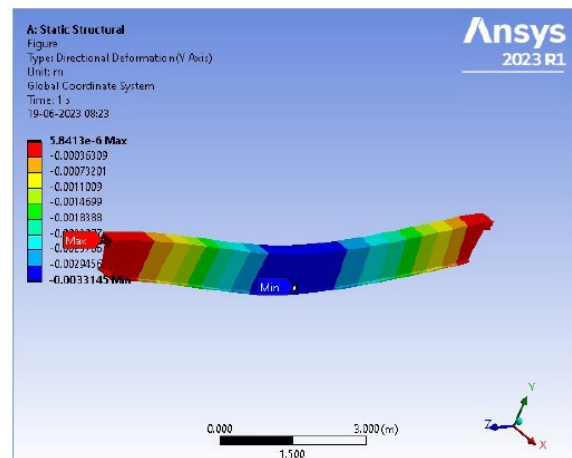 A: Static Structural
Figure
Type: Directional Deformation(Y Axis)
Unit: m
Global Coordinate System
Time: 1 s
19-06-2023 08:23
Ansys
2023 R1
5.8413e-6 Max
-0.00036309
-0.00073201
-0.0011009
-0.0014699
-0.0018388
Max
-0.0029456
-0.0033145 Min
Min
0.000
3.000 (m)
1.500
Y
Z
X